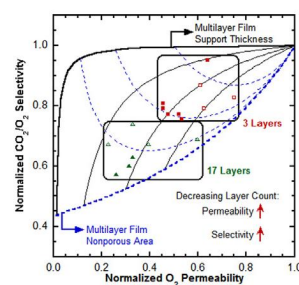 Multilayer Film
Support Thickness
1.0
0.8
0.6
0.4
Normalized CO₂/O₂ Selectivity
3 Layers
17 Layers
Decreasing Layer Count:
Permeability
Selectivity
Multilayer Film
Nonporous Area
0.0
0.2
0.4
0.6
0.8
1.0
Normalized O₂ Permeability